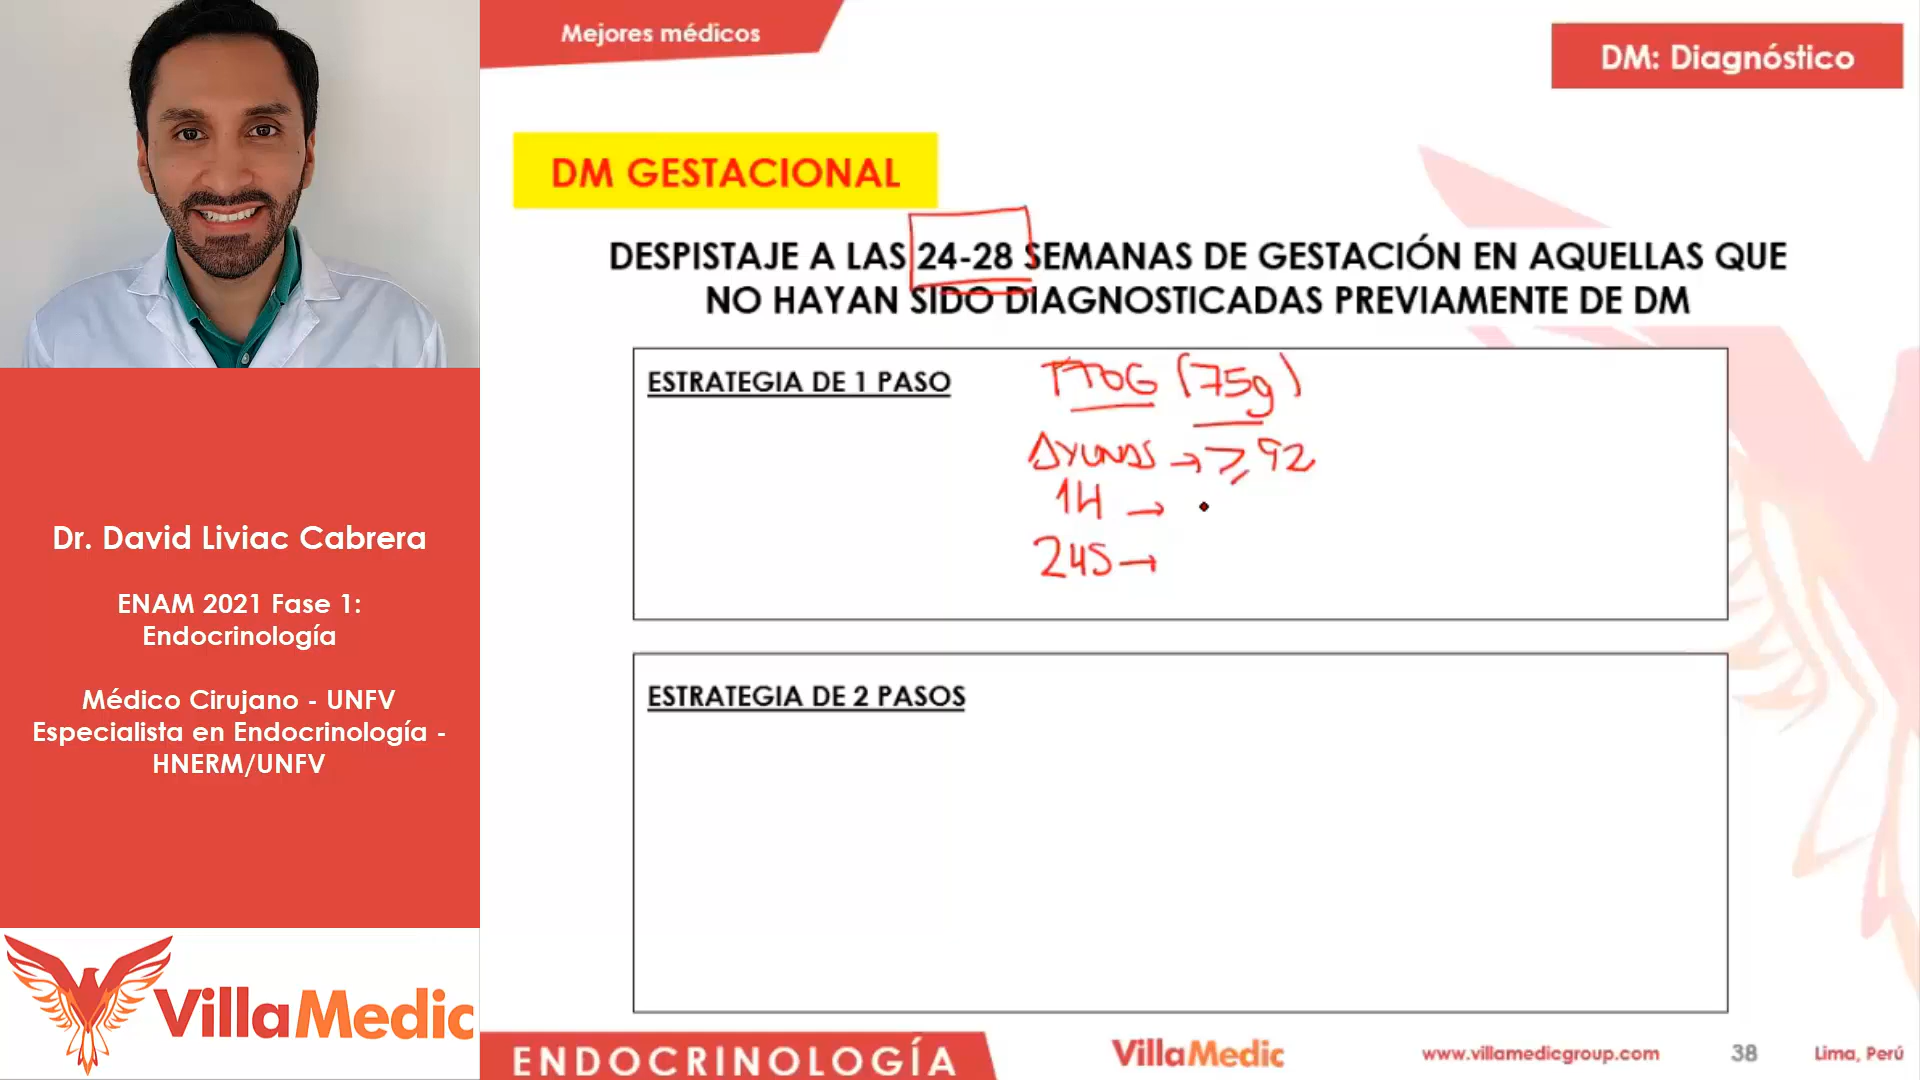 Mejores médicos
DM: Diagnóstico
DM GESTACIONAL
DESPISTAJE A LAS 24-28 SEMANAS DE GESTACIÓN EN AQUELLAS QUE
NO HAYAN SIDO DIAGNOSTICADAS PREVIAMENTE DE DM
ESTRATEGIA DE 1 PASO
TTOG (75g)
AYUNAS → ≥ 92
1H →
2HS →
ESTRATEGIA DE 2 PASOS
Dr. David Liviac Cabrera
ENAM 2021 Fase 1:
Endocrinología
Médico Cirujano - UNFV
Especialista en Endocrinología -
HNERM/UNFV
VillaMedic
ENDOCRINOLOGÍA
VillaMedic
www.villamedicgroup.com
38
Lima, Perú